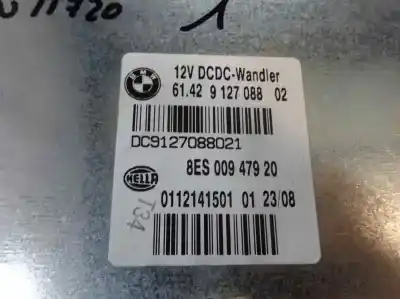 11720
1
BMW
12V DCDC-Wandler
61.42 9 127 088 02
DC9127088021
8ES 009 479 20
HELLA
0112141501 01 23/08
T34